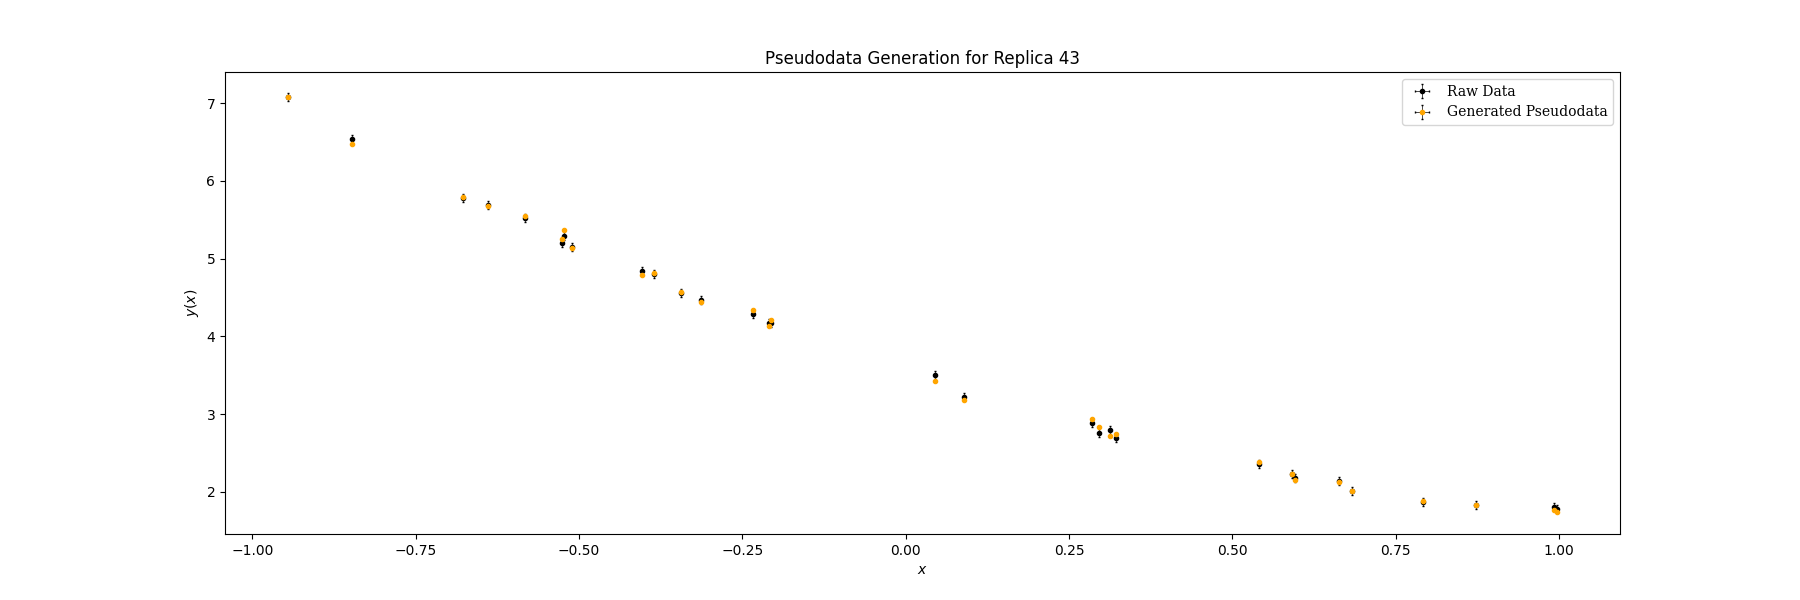 Pseudodata Generation for Replica 43
Raw Data
Generated Pseudodata
7
6
5
4
3
2
y(x)
−1.00 −0.75 −0.50 −0.25 0.00 0.25 0.50 0.75 1.00
x